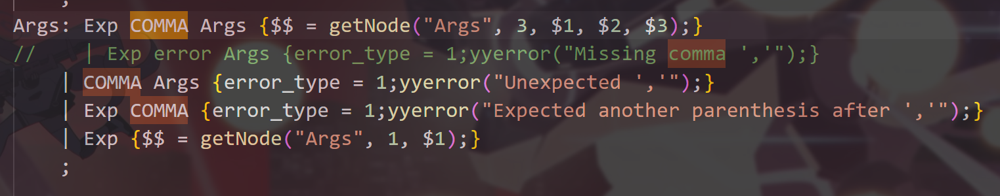 ;
Args: Exp COMMA Args {$$ = getNode("Args", 3, $1, $2, $3);}
//     | Exp error Args {error_type = 1;yyerror("Missing comma ','");}
    | COMMA Args {error_type = 1;yyerror("Unexpected ','");}
    | Exp COMMA {error_type = 1;yyerror("Expected another parenthesis after ','");}
    | Exp {$$ = getNode("Args", 1, $1);}
    ;